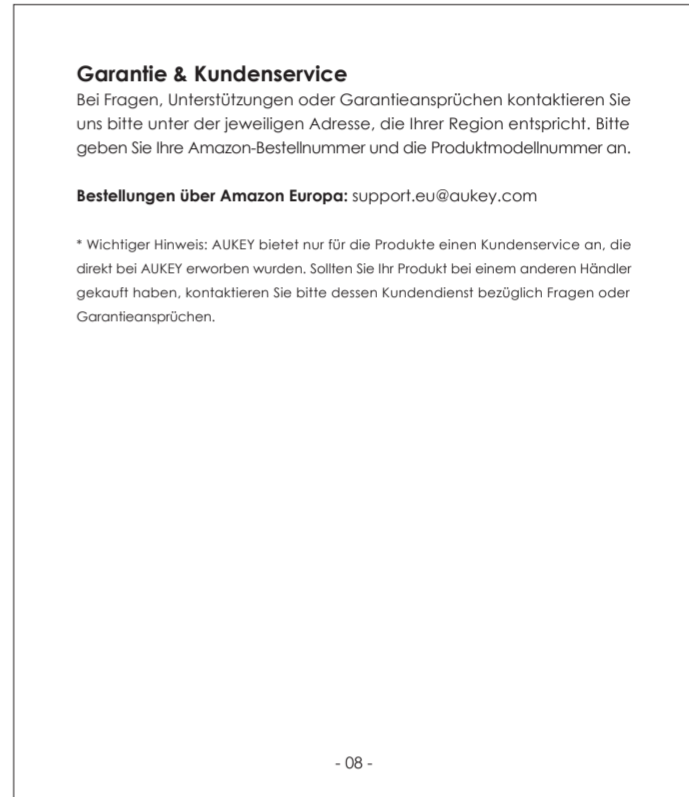 Garantie & Kundenservice
Bei Fragen, Unterstützungen oder Garantieansprüchen kontaktieren Sie
uns bitte unter der jeweiligen Adresse, die Ihrer Region entspricht. Bitte
geben Sie Ihre Amazon-Bestellnummer und die Produktmodellnummer an.
Bestellungen über Amazon Europa: support.eu@aukey.com
* Wichtiger Hinweis: AUKEY bietet nur für die Produkte einen Kundenservice an, die
direkt bei AUKEY erworben wurden. Sollten Sie Ihr Produkt bei einem anderen Händler
gekauft haben, kontaktieren Sie bitte dessen Kundendienst bezüglich Fragen oder
Garantieansprüchen.
- 08 -